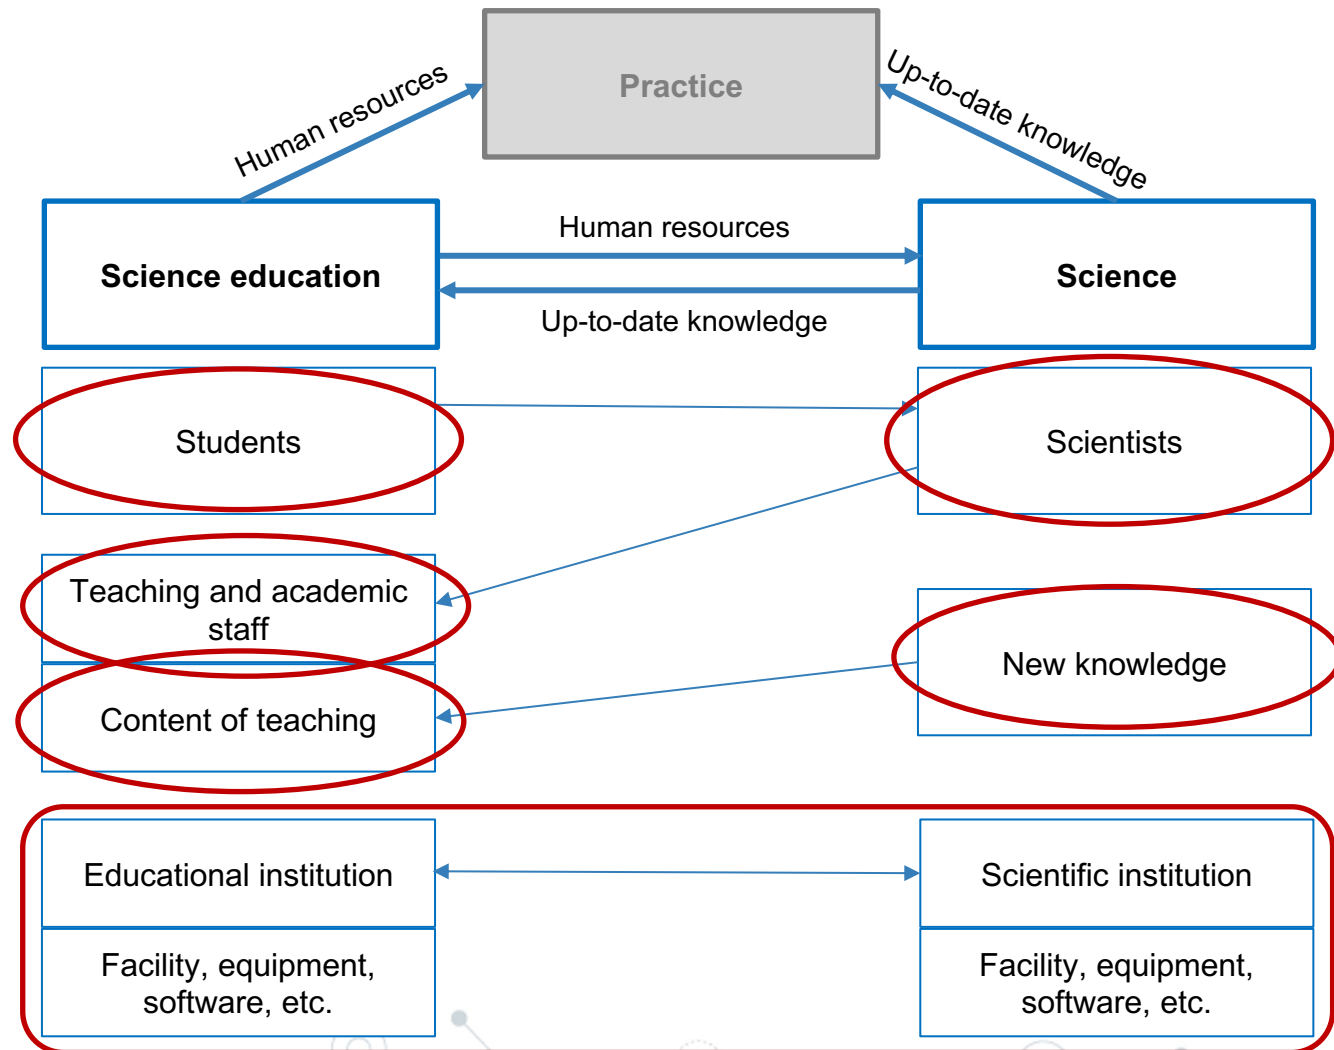 Practice
Human resources
Up-to-date knowledge
Science education
Human resources
Up-to-date knowledge
Science
Students
Scientists
Teaching and academic
staff
New knowledge
Content of teaching
Educational institution
Scientific institution
Facility, equipment,
software, etc.
Facility, equipment,
software, etc.